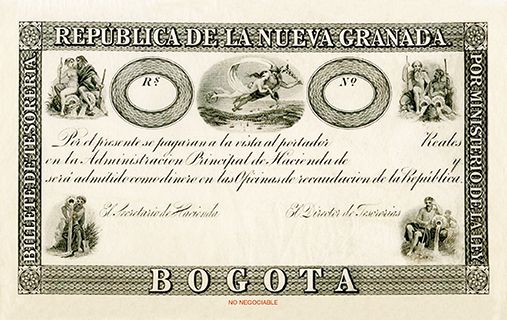 REPÚBLICA DE LA NUEVA GRANADA
BILLETE DE TESORERIA
POR MINISTERIO DE LA LEY
Rs
No
Por el presente se pagaran a la vista al portador Reales
en la Administracion Principal de Hacienda de y
será admitido como dinero en las Oficinas de recaudacion de la República.
El Secretario de Hacienda El Director de Tesorerias
BOGOTA
NO NEGOCIABLE